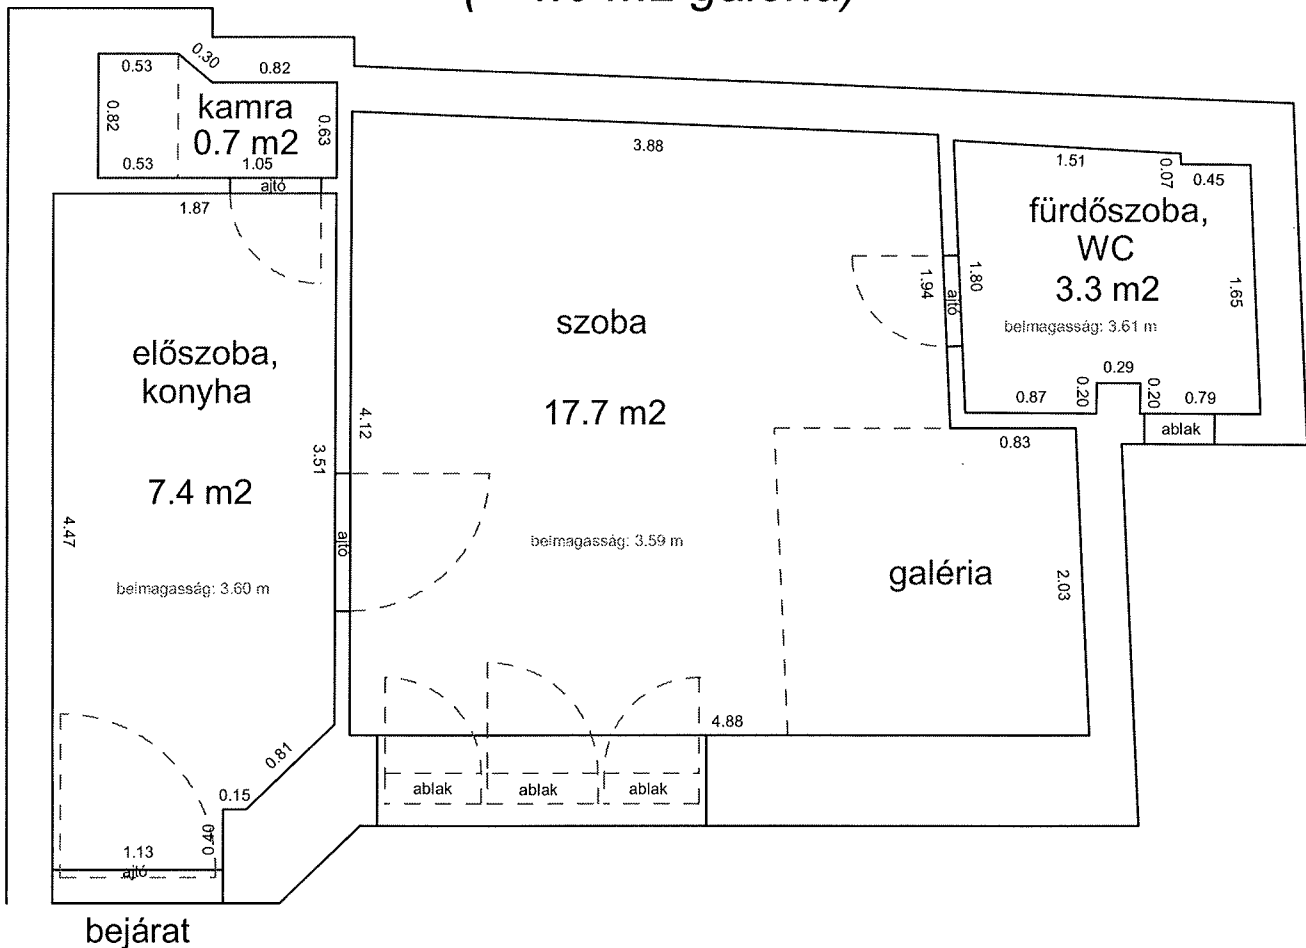 galéria)
0.53
0.30
0.82
0.82
kamra
0.7 m2
0.63
0.53
1.05
ajtó
1.87
3.88
1.51
0.07
0.45
fürdőszoba,
WC
3.3 m2
belmagasság: 3.61 m
1.94
ajtó
1.80
1.65
0.29
0.87
0.20
0.20
0.79
ablak
előszoba,
konyha
7.4 m2
4.47
3.51
belmagasság: 3.60 m
ajtó
szoba
17.7 m2
4.12
belmagasság: 3.59 m
0.83
galéria
2.03
4.88
ablak
ablak
ablak
0.81
0.15
0.40
1.13
ajtó
bejárat